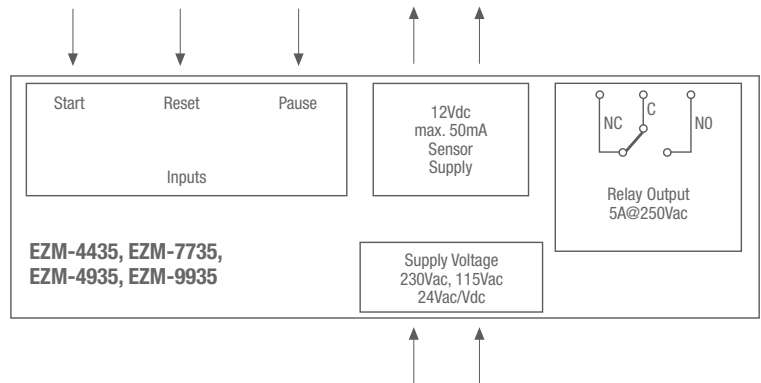 Start
Reset
Pause
Inputs
12Vdc
max. 50mA
Sensor
Supply
NC
C
NO
Relay Output
5A@250Vac
EZM-4435, EZM-7735,
EZM-4935, EZM-9935
Supply Voltage
230Vac, 115Vac
24Vac/Vdc